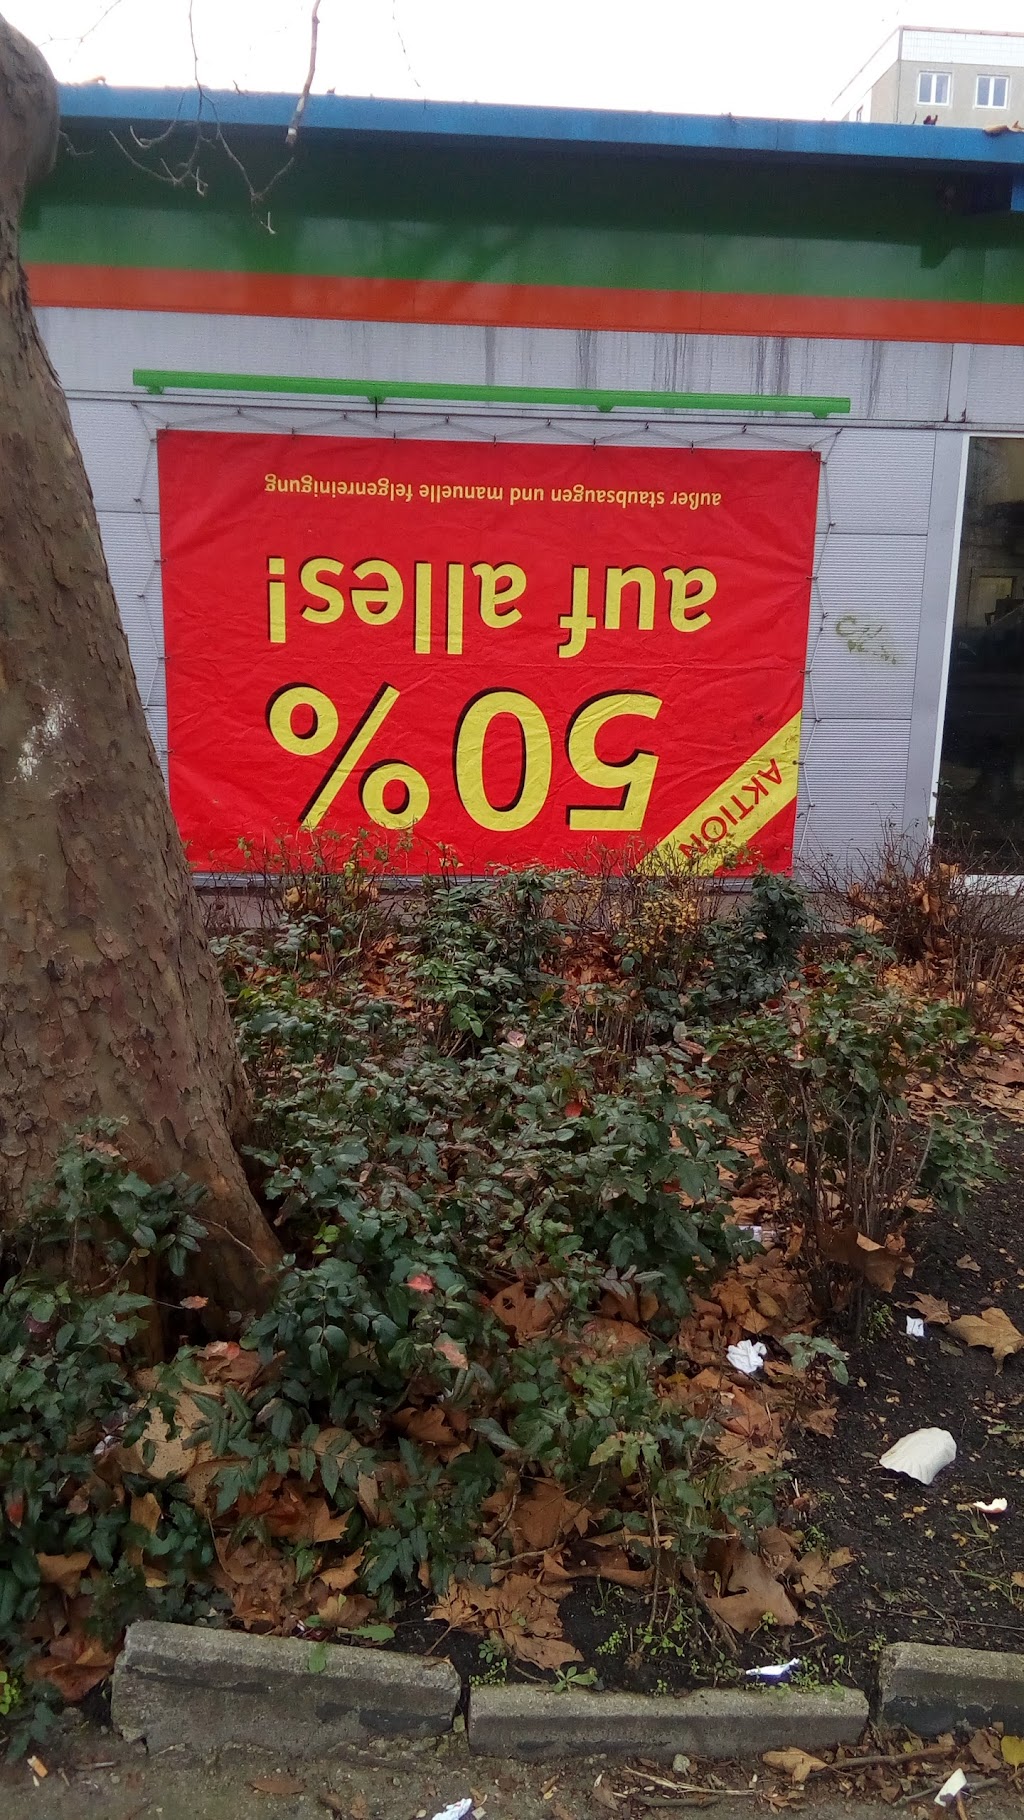 AKTION
50%
auf alles!
außer staubsaugen und manuelle felgenreinigung